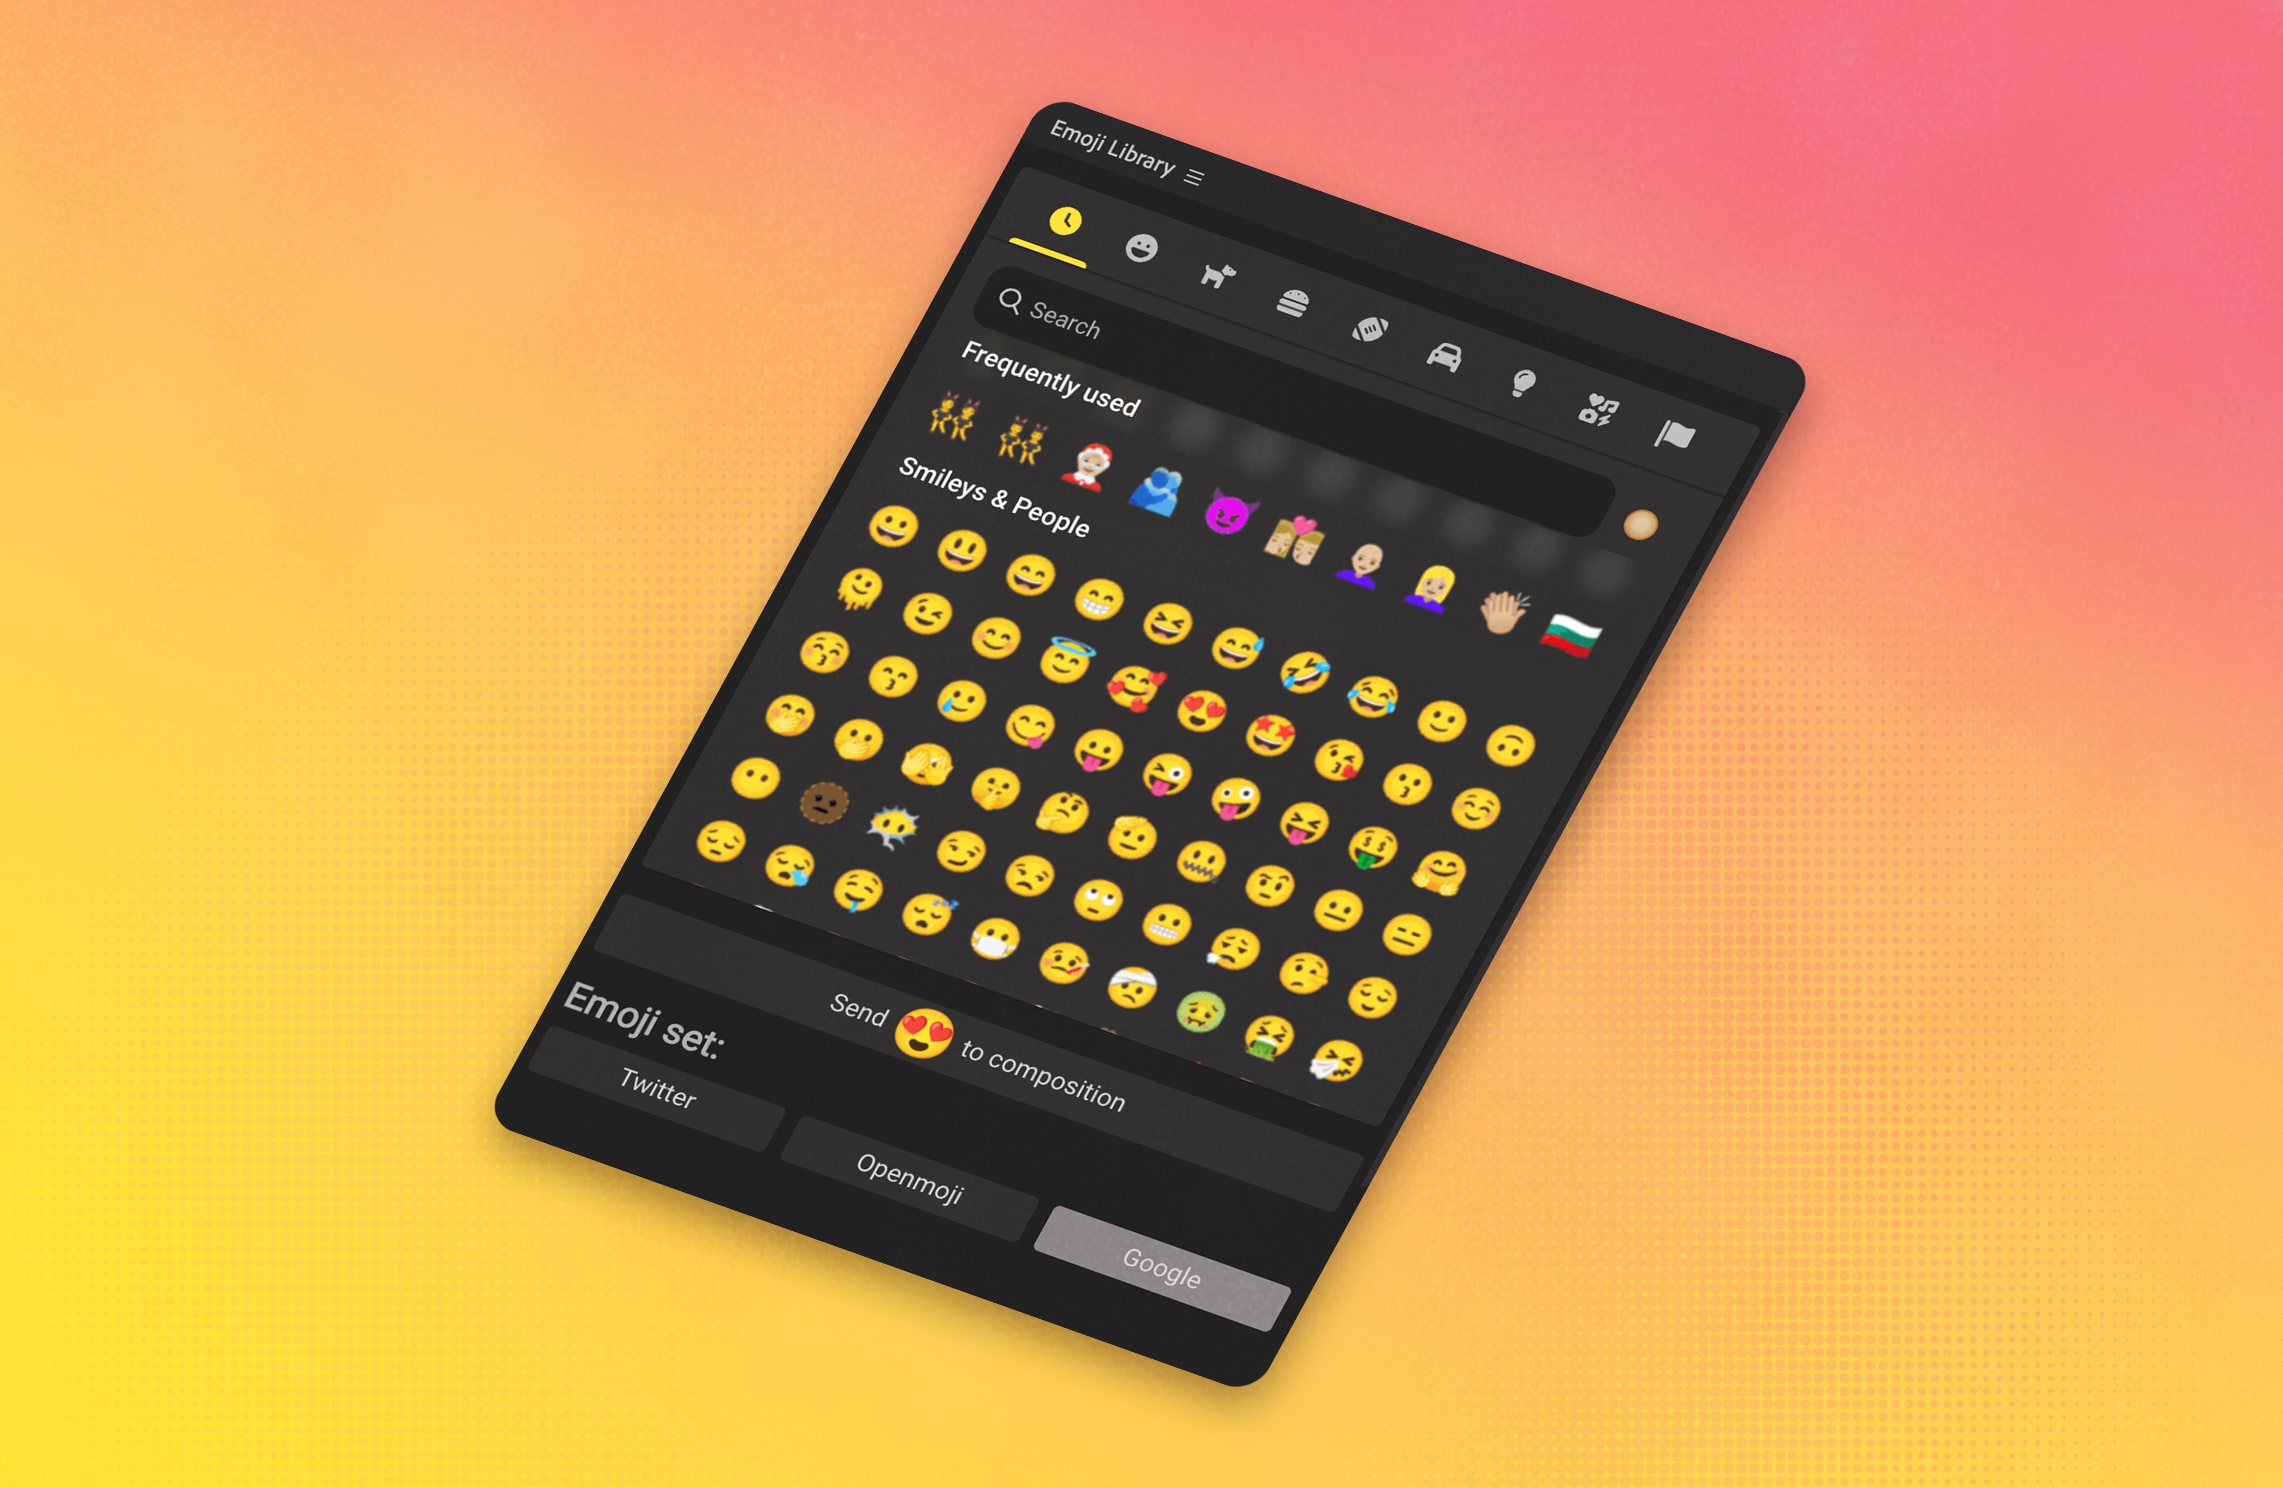 Emoji Library
Search
Frequently used
Smileys & People
Send 😍 to composition
Emoji set:
Twitter
Openmoji
Google